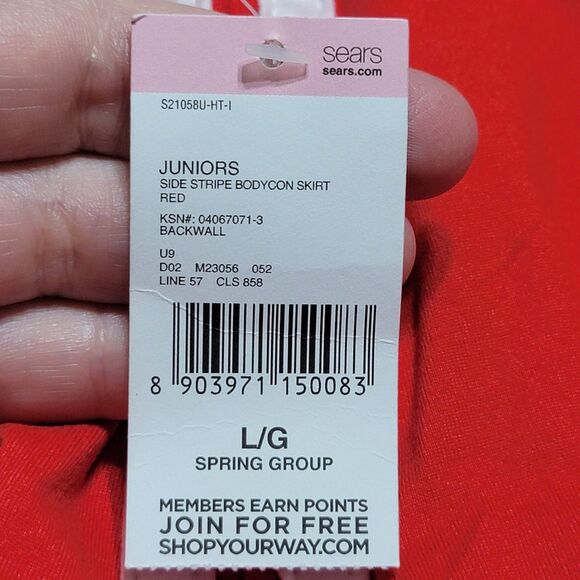 sears
sears.com
S21058U-HT-I
JUNIORS
SIDE STRIPE BODYCON SKIRT
RED
KSN#: 04067071-3
BACKWALL
U9
D02 M23056 052
LINE 57 CLS 858
8 903971 150083
L/G
SPRING GROUP
MEMBERS EARN POINTS
JOIN FOR FREE
SHOPYOURWAY.COM